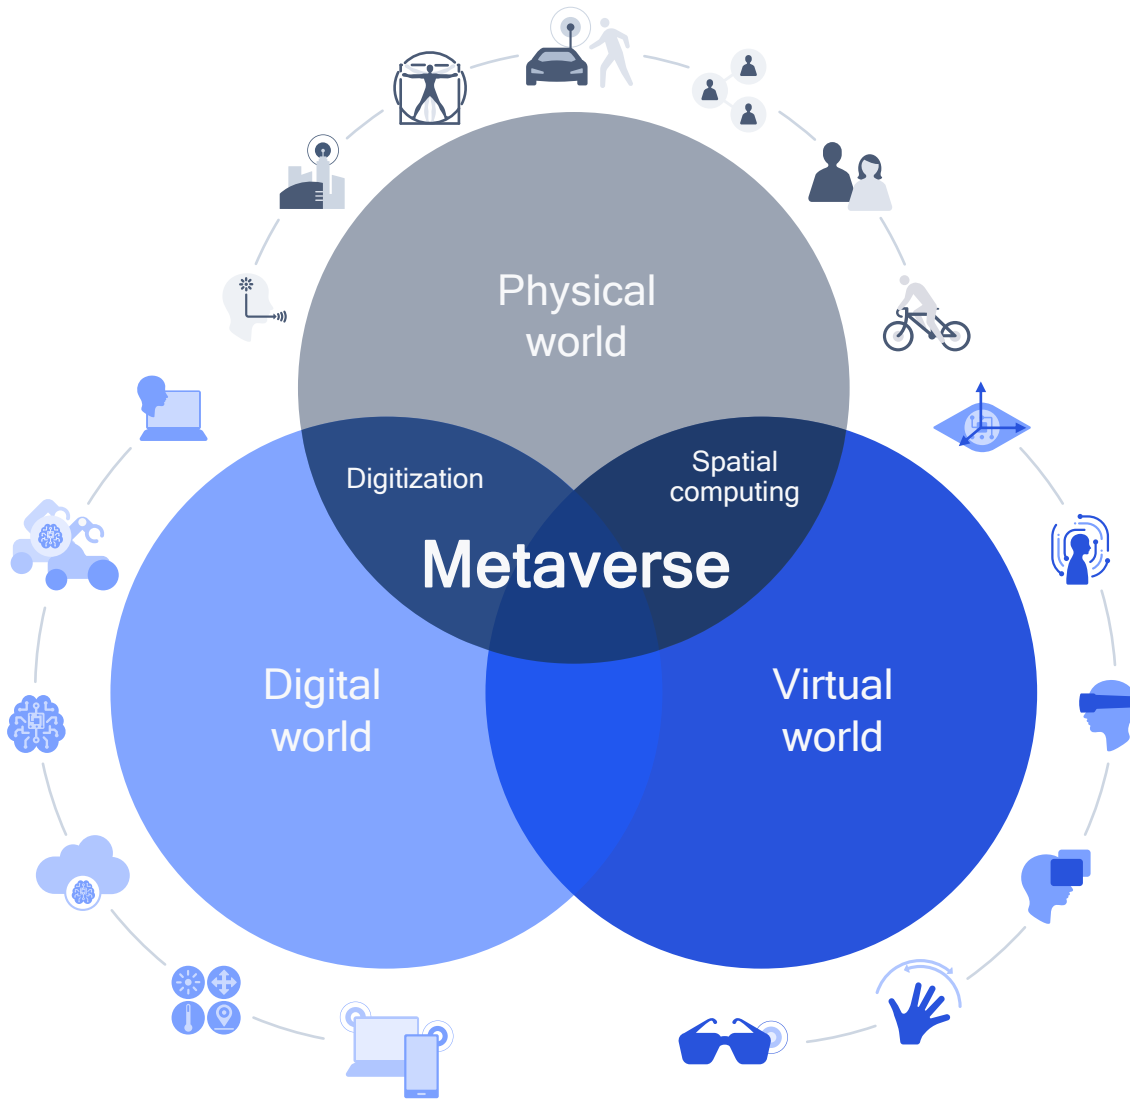 Physical
world
Digitization
Spatial
computing
Metaverse
Digital
world
Virtual
world